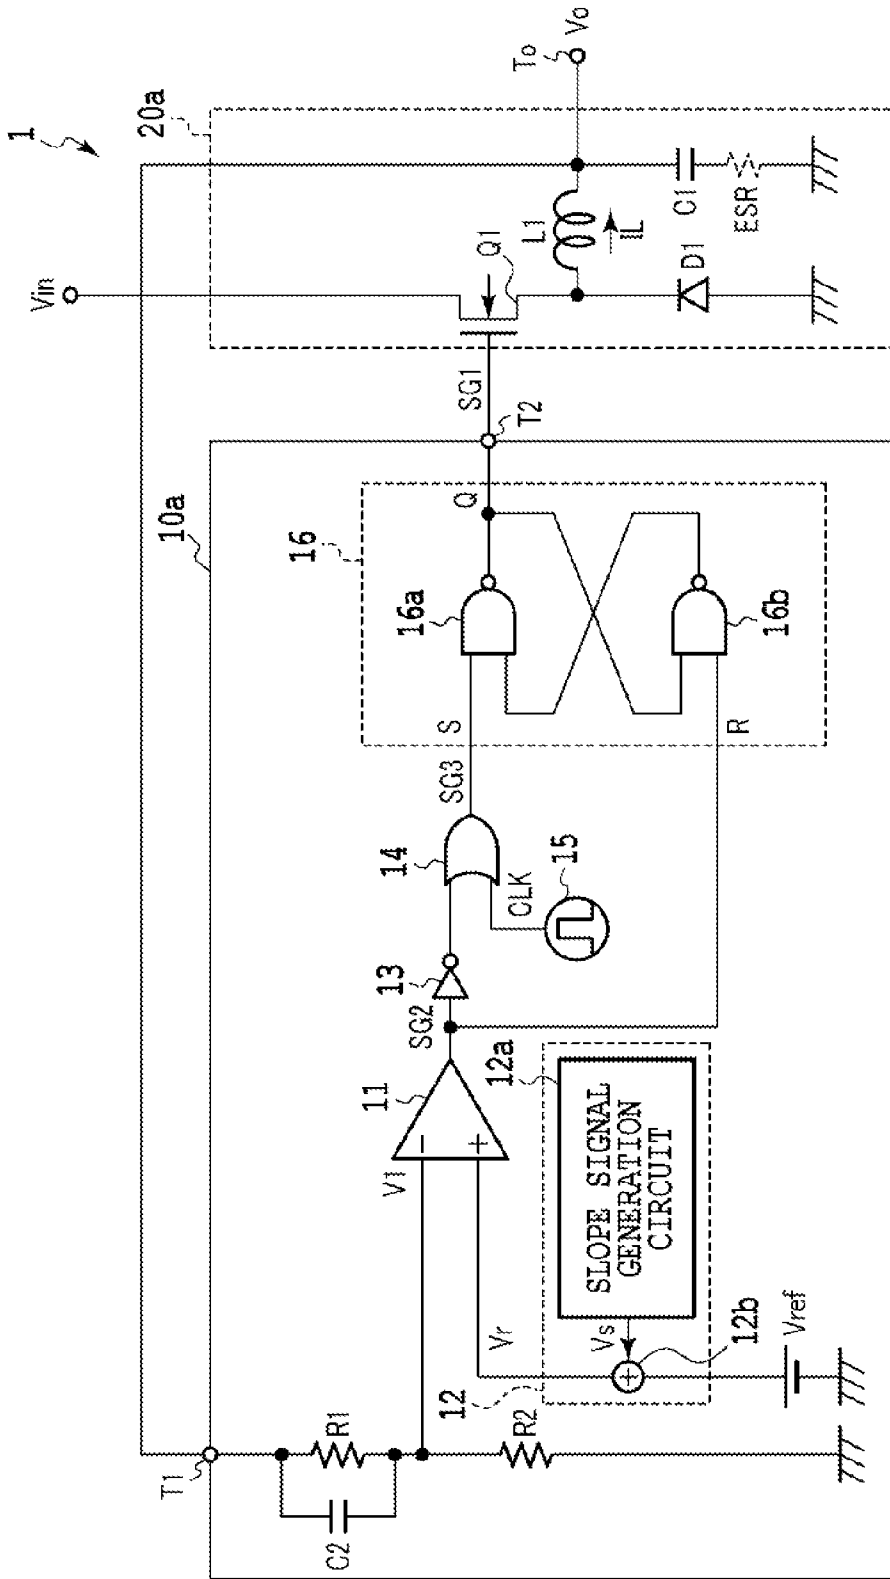 1
20a
Vin
To
Vo
Q1
L1
IL
C1
ESR
D1
SG1
T2
10a
16
Q
16a
16b
S
R
SG3
14
CLK
15
13
SG2
11
V1
−
+
12a
SLOPE SIGNAL
GENERATION
CIRCUIT
Vr
Vs
+
12b
12
Vref
T1
R1
C2
R2